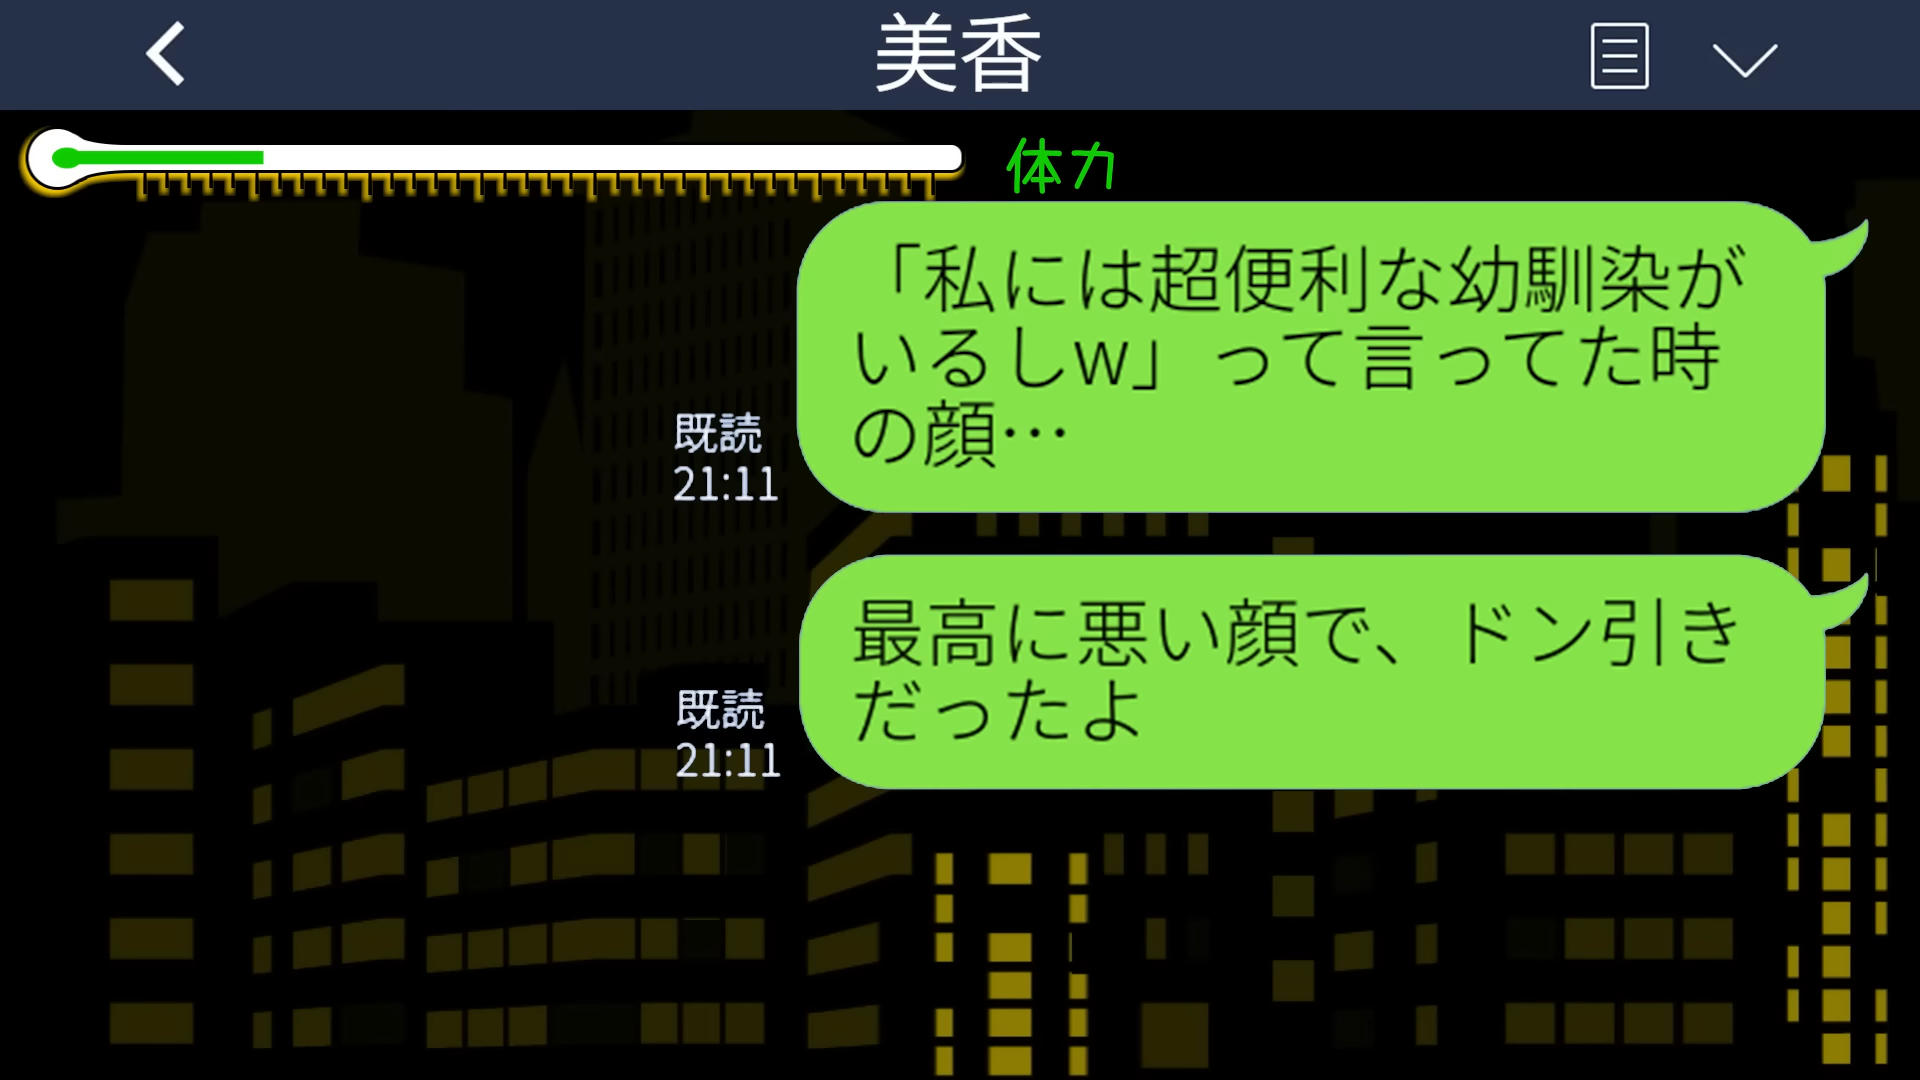 美香
体力
「私には超便利な幼馴染が
いるしw」って言ってた時
の顔…
既読
21:11
最高に悪い顔で、ドン引き
だったよ
既読
21:11